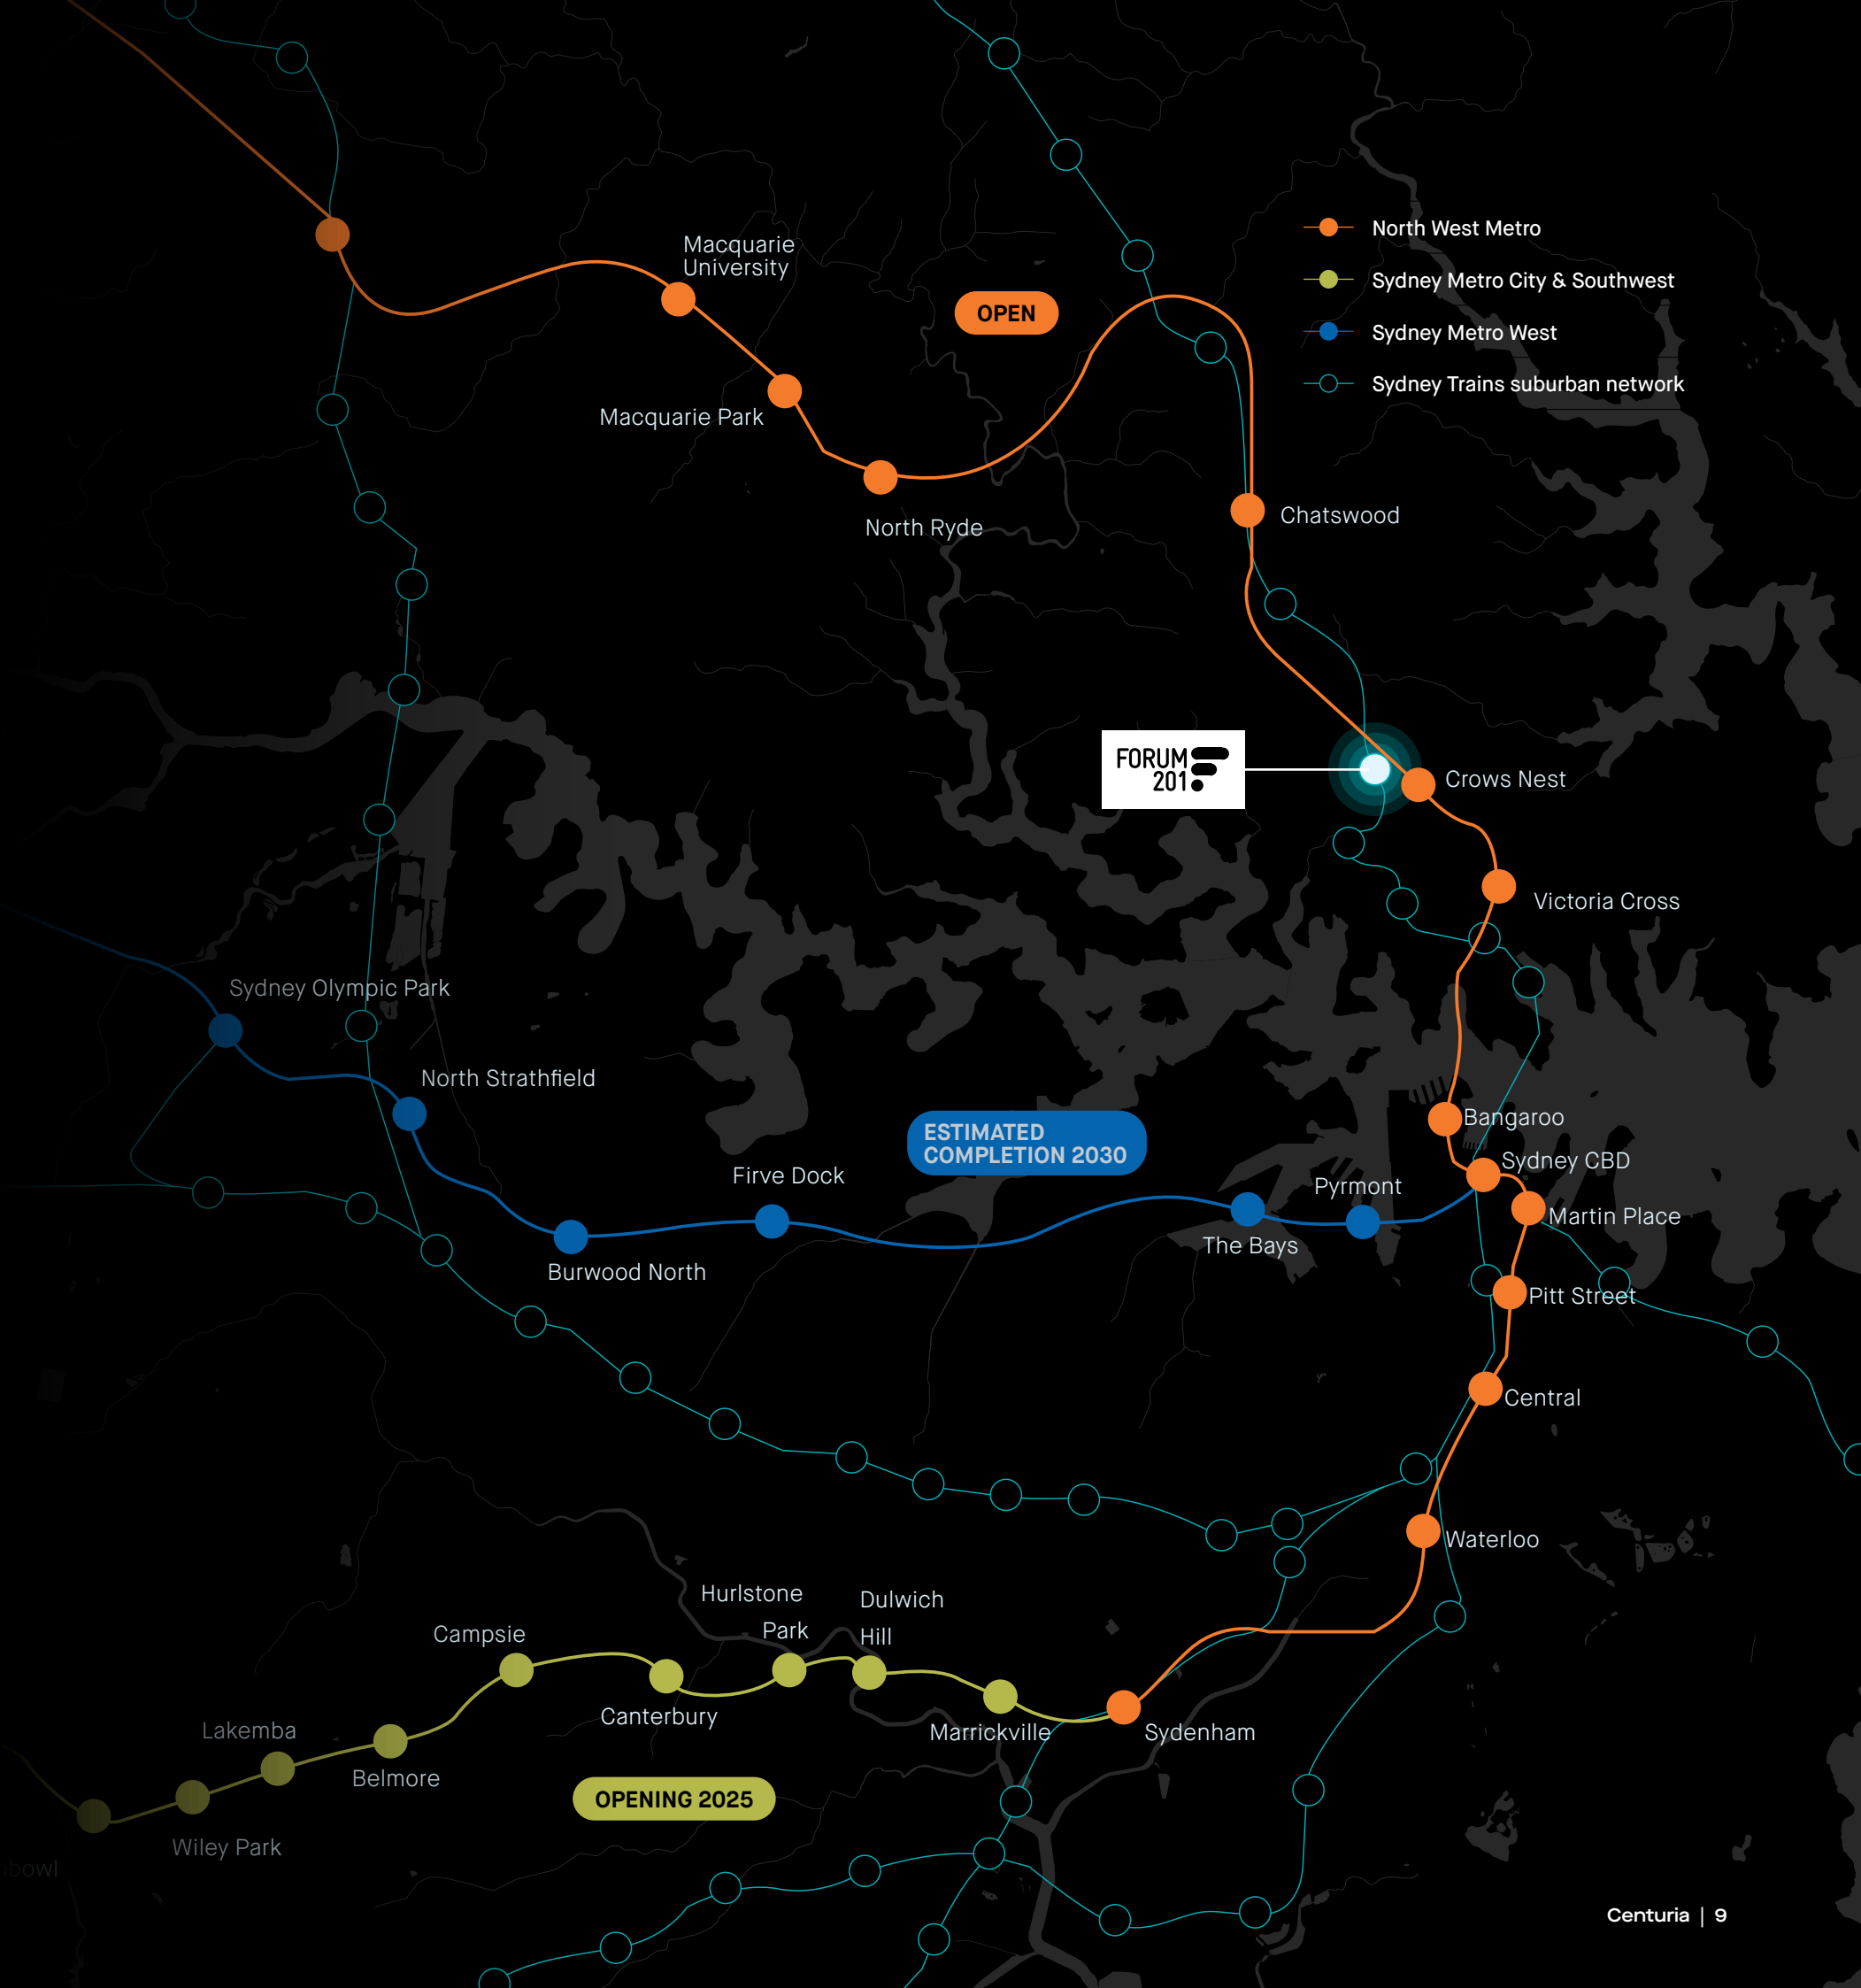 Macquarie
University
North West Metro
Sydney Metro City & Southwest
OPEN
Sydney Metro West
Sydney Trains suburban network
Macquarie Park
North Ryde
Chatswood
FORUM
201
Crows Nest
Victoria Cross
Sydney Olympic Park
North Strathfield
Bangaroo
ESTIMATED
COMPLETION 2030
Sydney CBD
Firve Dock
Pyrmont
Martin Place
The Bays
Burwood North
Pitt Street
Central
Waterloo
Hurlstone
Park
Dulwich
Hill
Campsie
Canterbury
Lakemba
Marrickville
Sydenham
Belmore
OPENING 2025
Wiley Park
nbowl
Centuria | 9